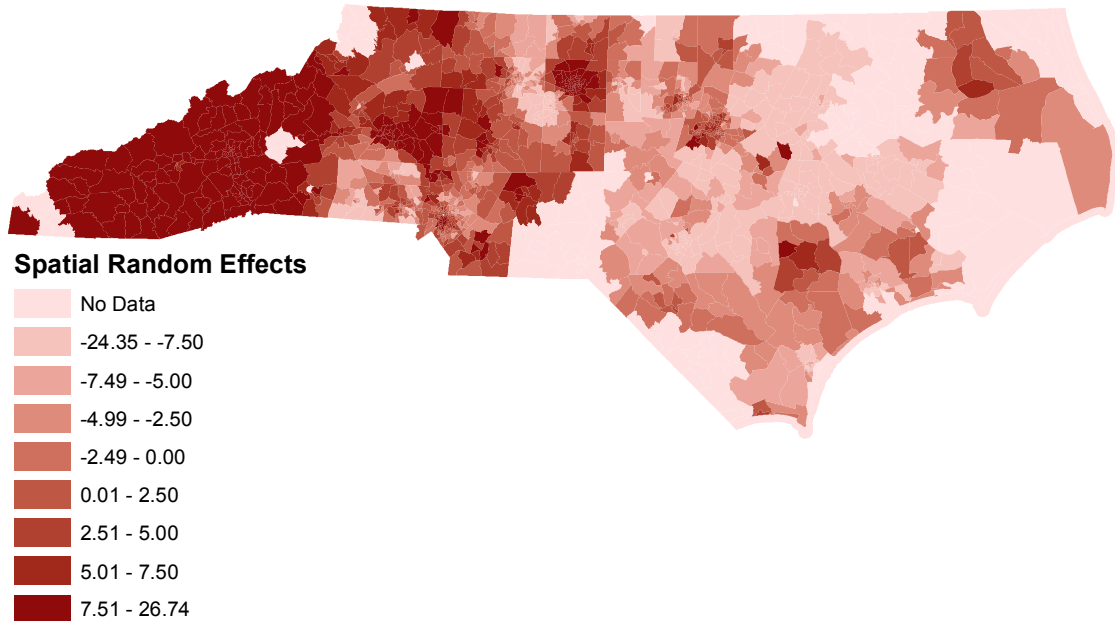 Spatial Random Effects
No Data
-24.35 - -7.50
-7.49 - -5.00
-4.99 - -2.50
-2.49 - 0.00
0.01 - 2.50
2.51 - 5.00
5.01 - 7.50
7.51 - 26.74